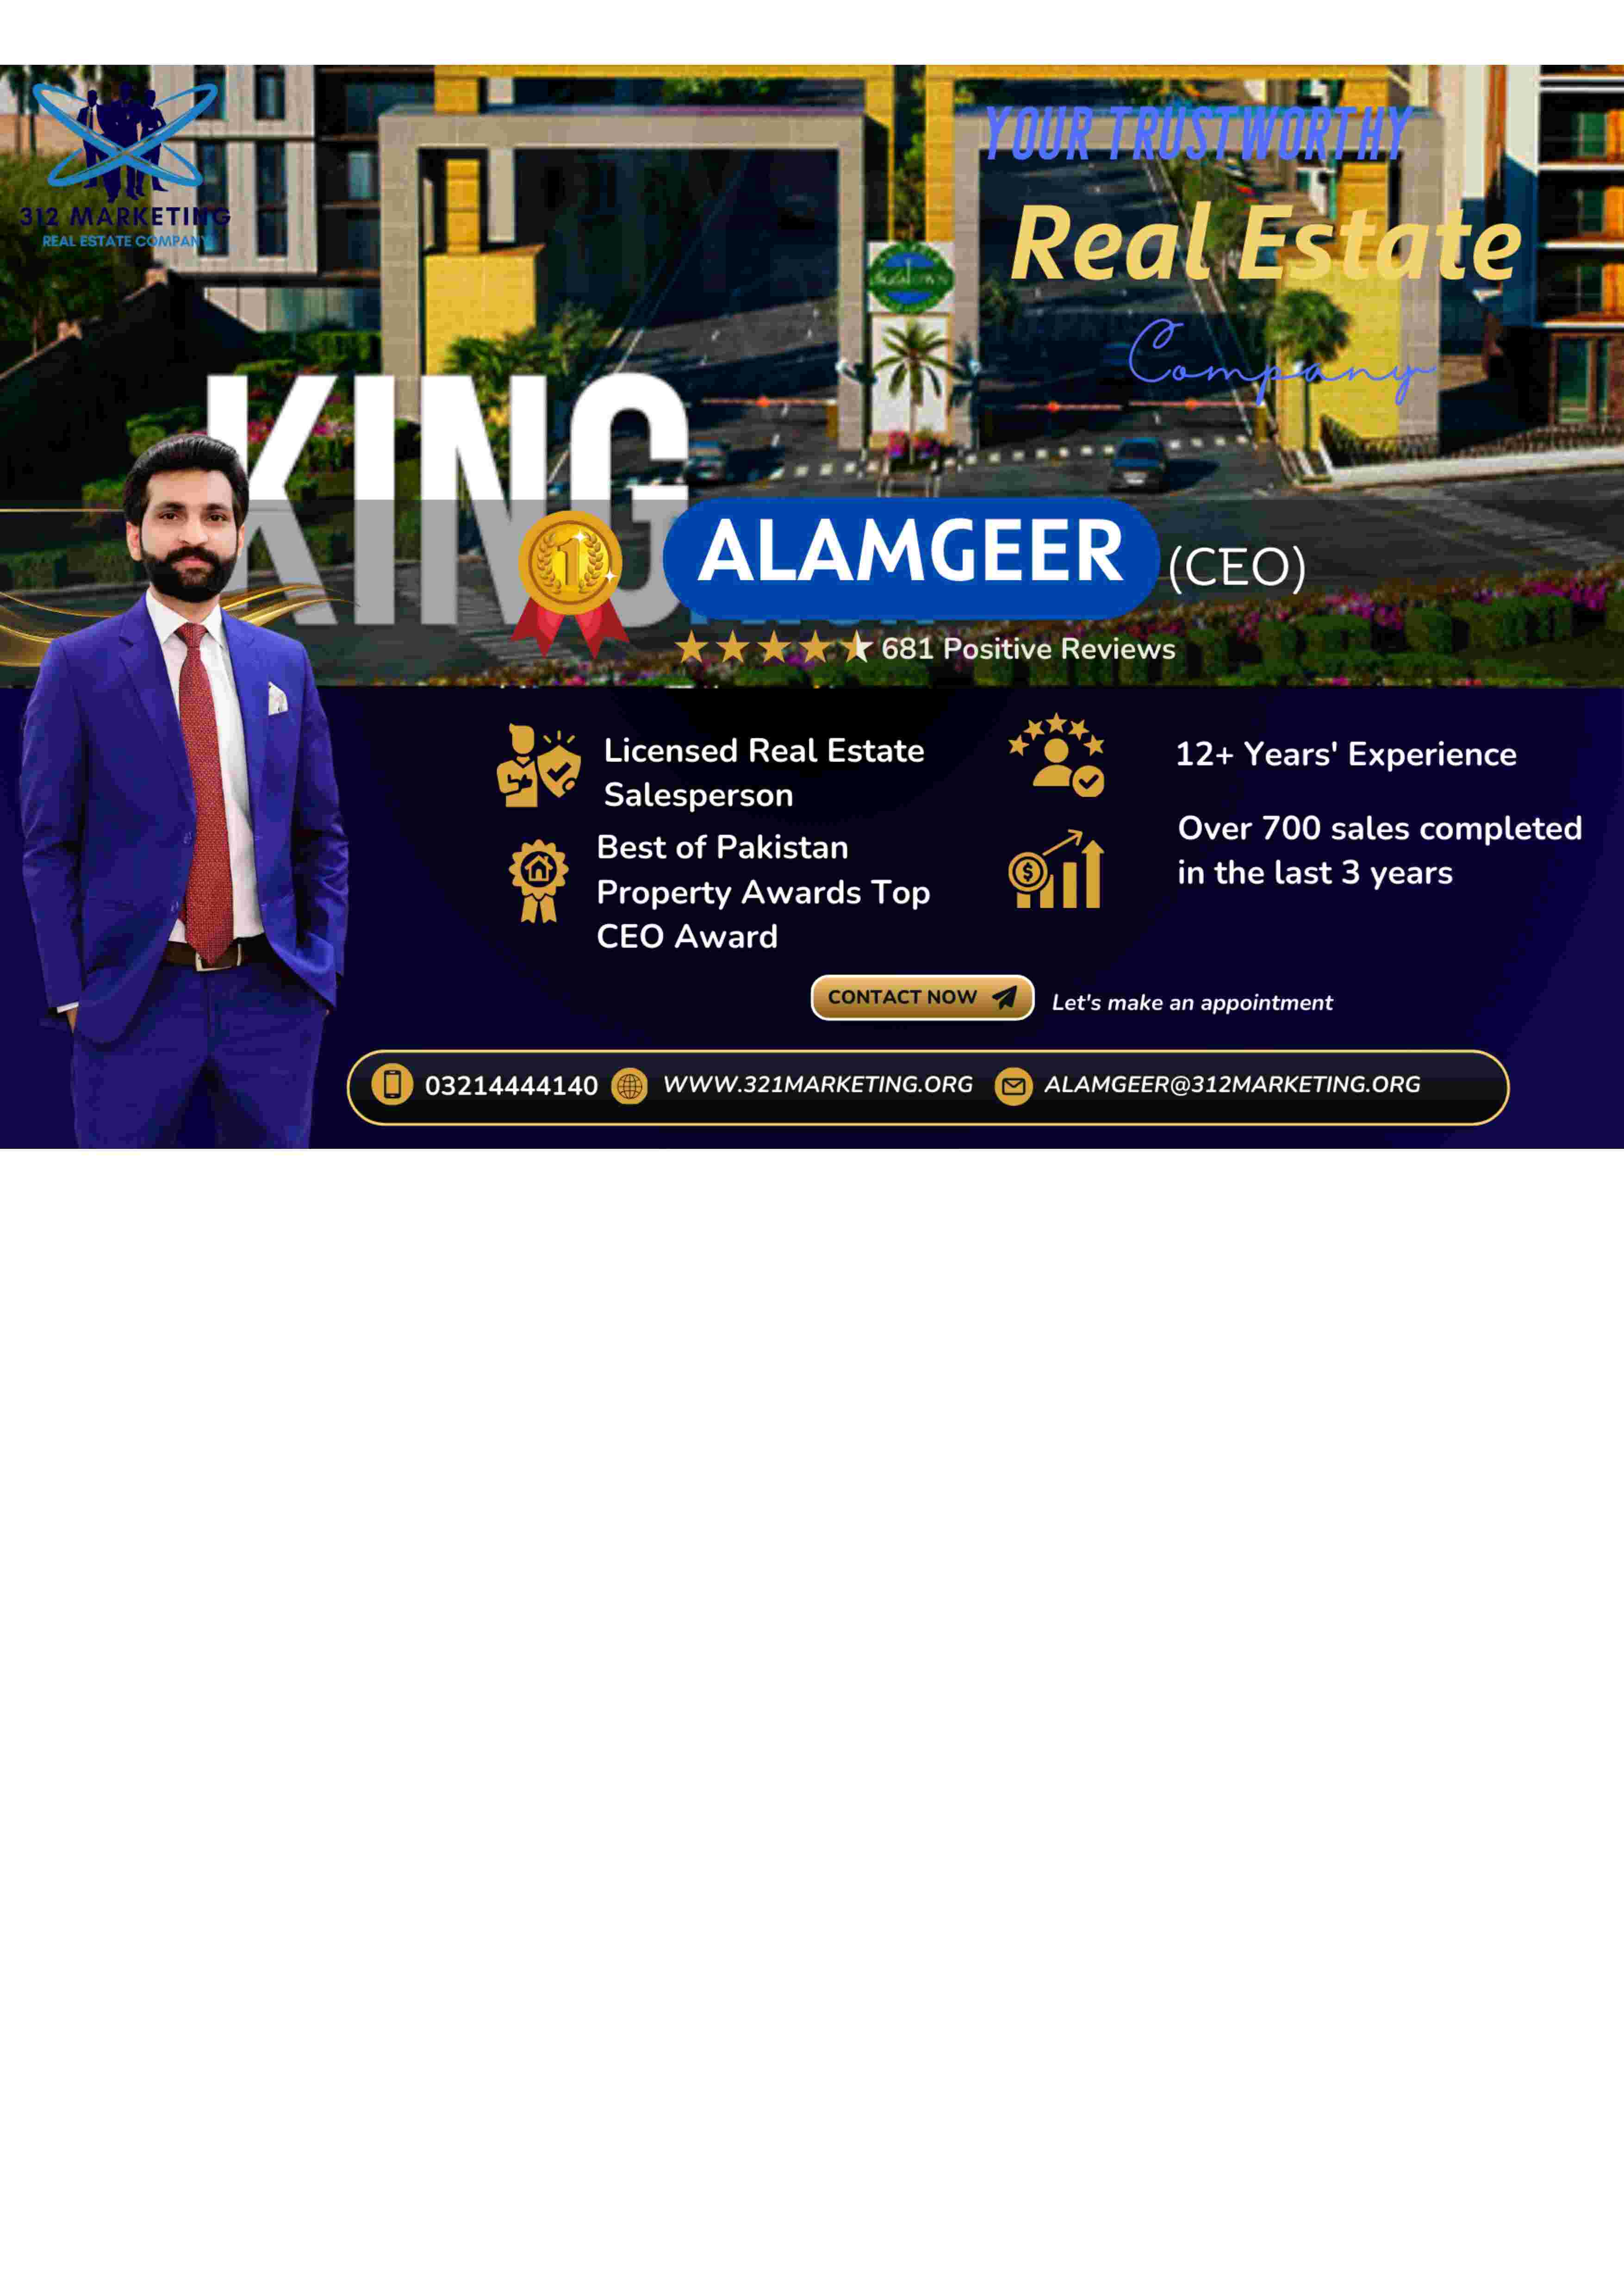 312 MARKETING
REAL ESTATE COMPANY
YOUR TRUSTWORTHY
Real Estate
Company
KING
1
ALAMGEER
(CEO)
681 Positive Reviews
Licensed Real Estate
Salesperson
Best of Pakistan
Property Awards Top
CEO Award
12+ Years' Experience
Over 700 sales completed
in the last 3 years
CONTACT NOW
Let's make an appointment
03214444140
WWW.321MARKETING.ORG
ALAMGEER@312MARKETING.ORG